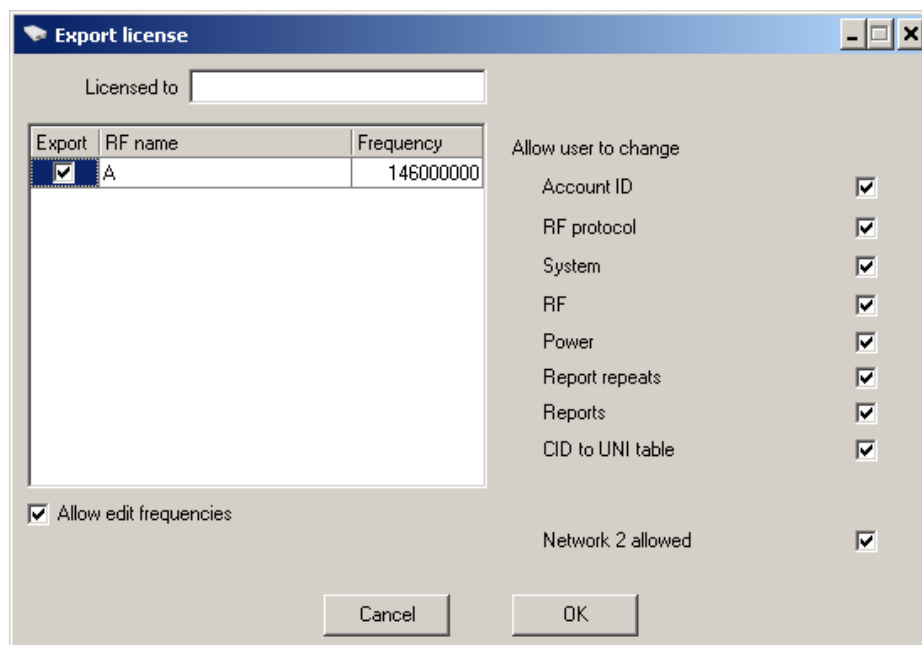 Export license
Licensed to
Export RF name Frequency
A 146000000
Allow edit frequencies
Allow user to change
Account ID
RF protocol
System
RF
Power
Report repeats
Reports
CID to UNI table
Network 2 allowed
Cancel OK